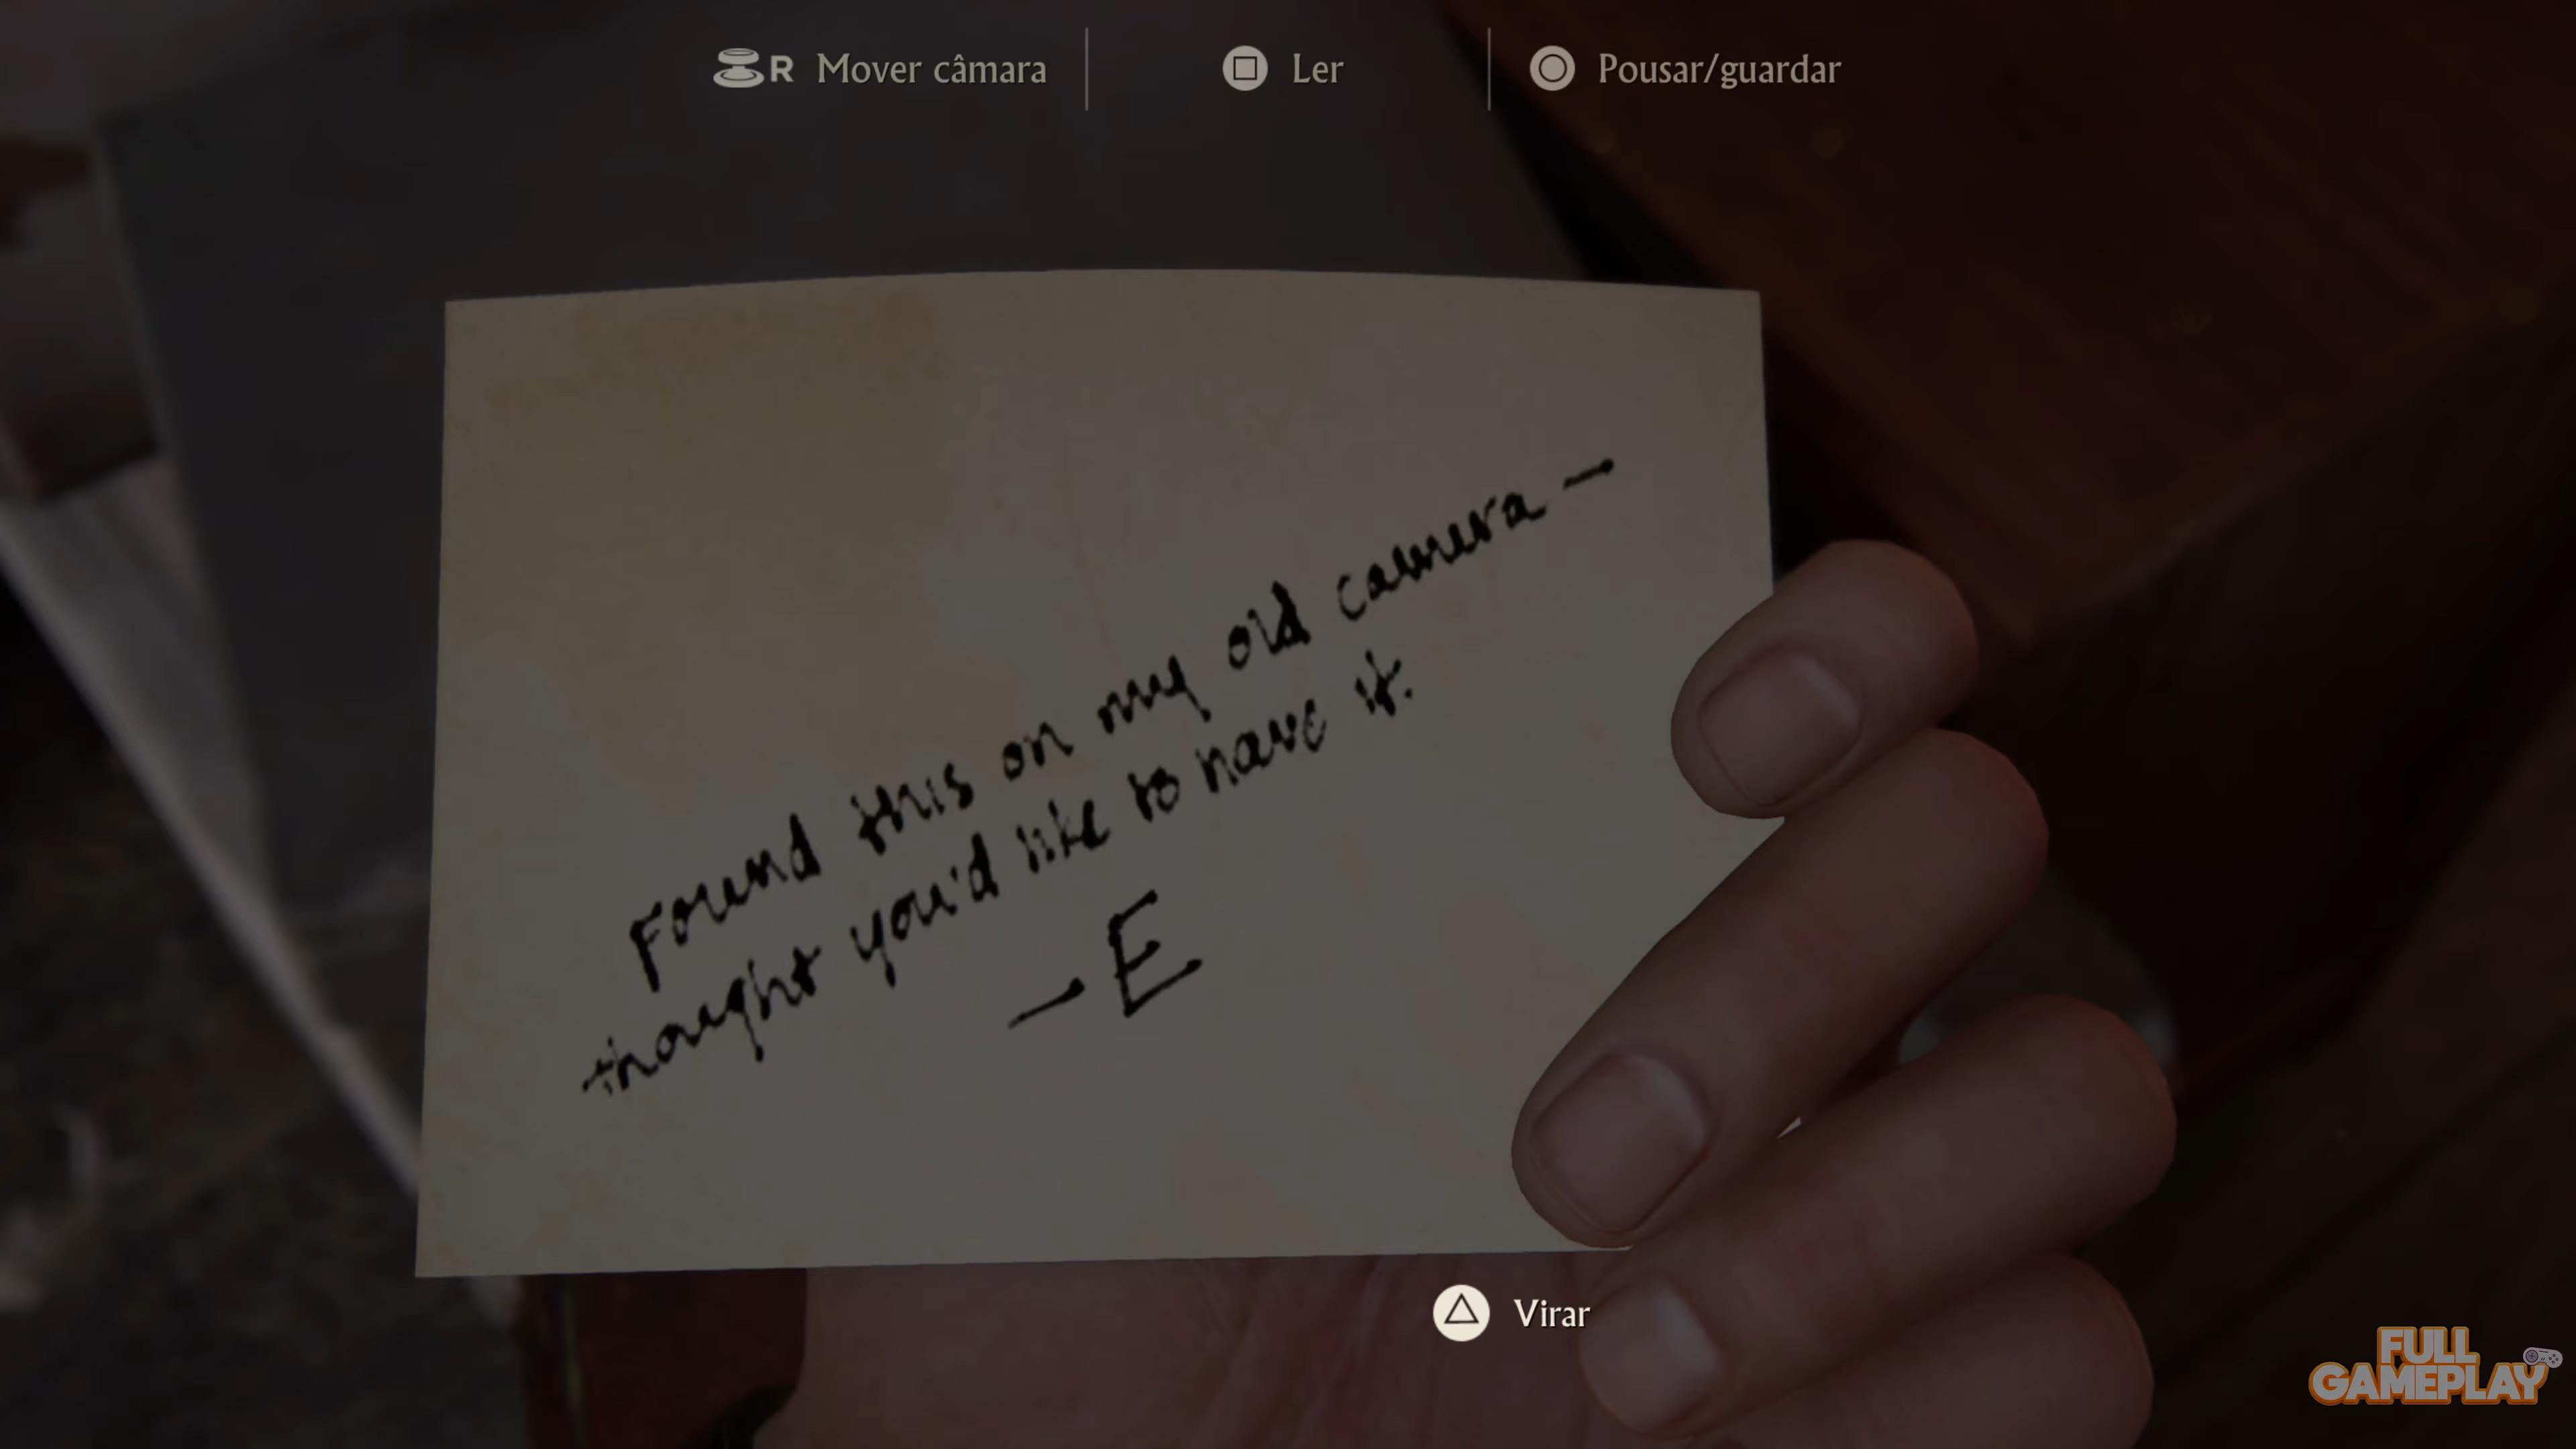 R Mover câmara
Ler
Pousar/guardar
Found this on my old camera –
thought you'd like to have it.
– E
Virar
FULL
GAMEPLAY